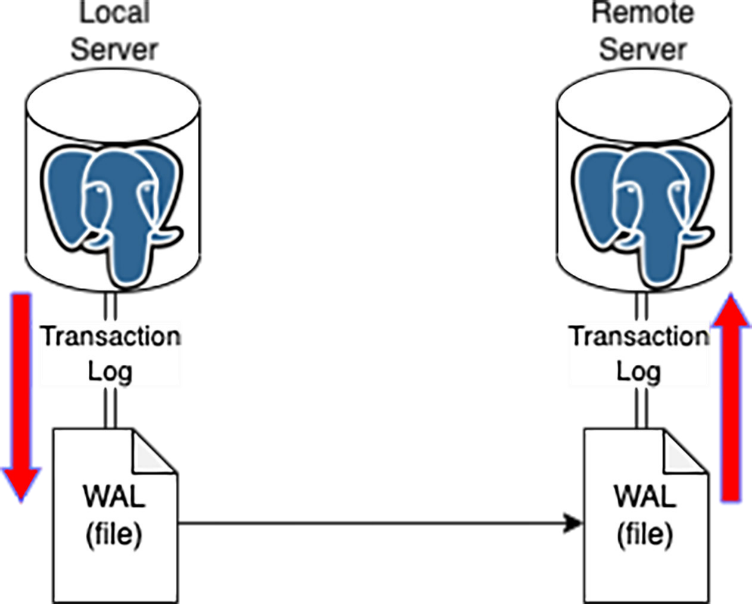 Local
Server
Remote
Server
Transaction
Log
Transaction
Log
WAL
(file)
WAL
(file)